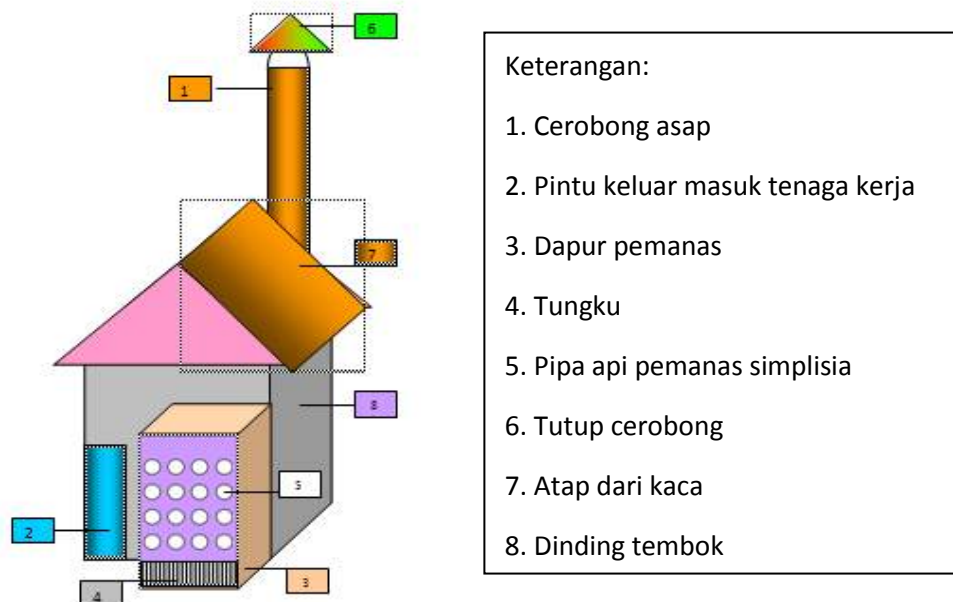 6
1
7
8
5
2
3
4
Keterangan:
1. Cerobong asap
2. Pintu keluar masuk tenaga kerja
3. Dapur pemanas
4. Tungku
5. Pipa api pemanas simplisia
6. Tutup cerobong
7. Atap dari kaca
8. Dinding tembok